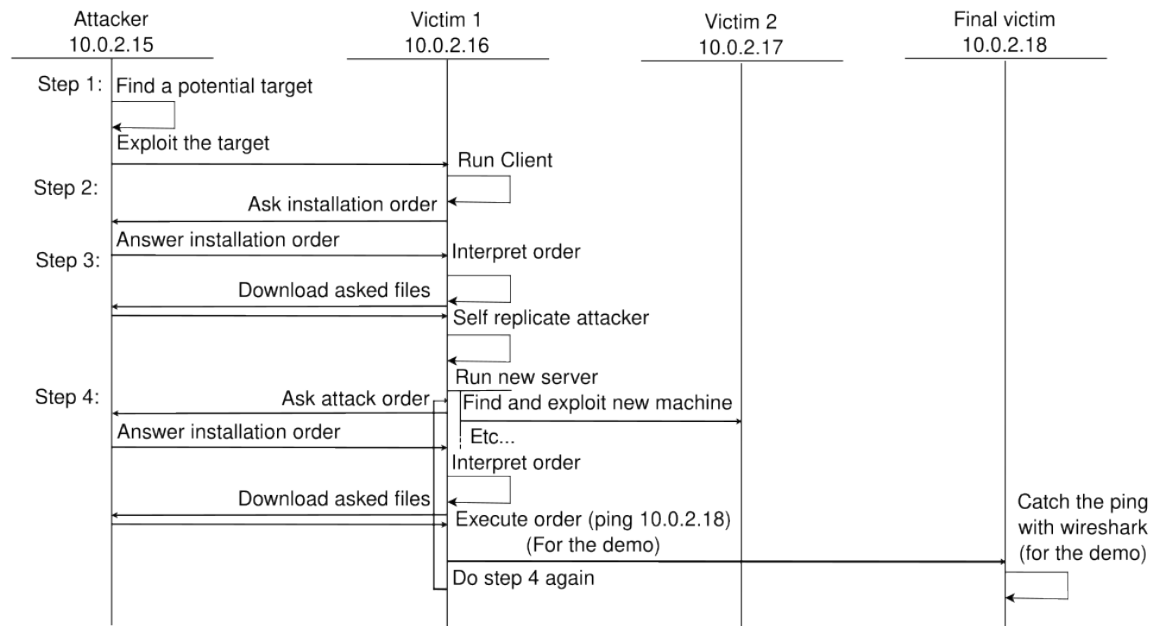 Attacker
10.0.2.15
Victim 1
10.0.2.16
Victim 2
10.0.2.17
Final victim
10.0.2.18
Step 1:
Find a potential target
Exploit the target
Run Client
Step 2:
Ask installation order
Answer installation order
Interpret order
Step 3:
Download asked files
Self replicate attacker
Run new server
Step 4:
Ask attack order
Find and exploit new machine
Answer installation order
Etc...
Interpret order
Download asked files
Execute order (ping 10.0.2.18)
(For the demo)
Catch the ping
with wireshark
(for the demo)
Do step 4 again